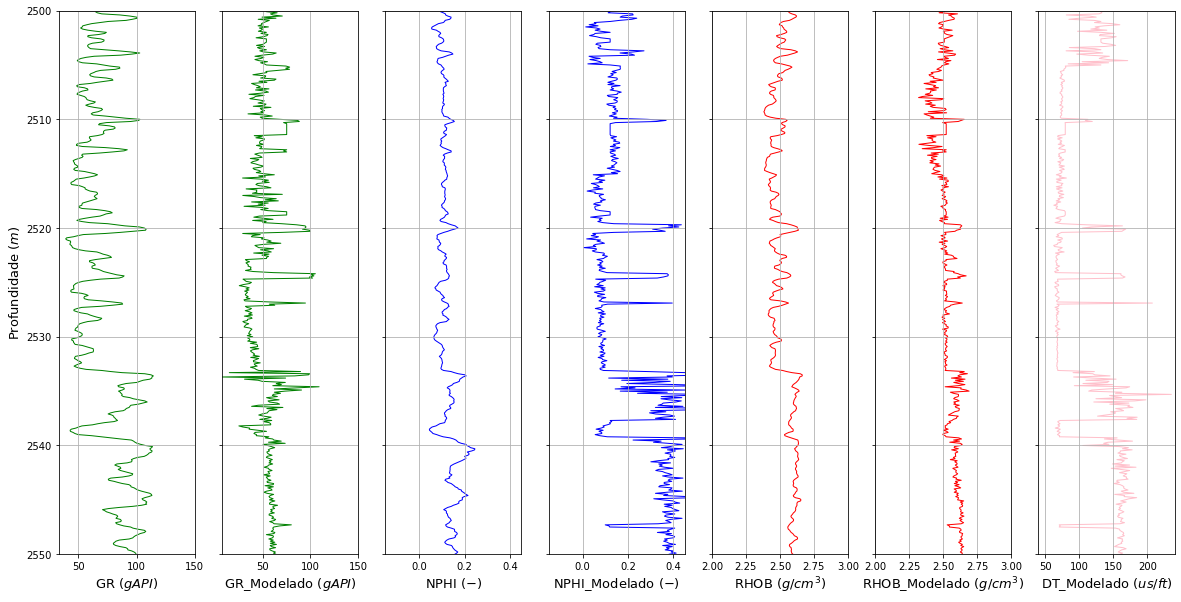 2500
2510
2520
2530
2540
2550
Profundidade (m)
50 100 150
GR (gAPI)
50 100 150
GR_Modelado (gAPI)
0.0 0.2 0.4
NPHI (−)
0.0 0.2 0.4
NPHI_Modelado (−)
2.00 2.25 2.50 2.75 3.00
RHOB (g/cm³)
2.00 2.25 2.50 2.75 3.00
RHOB_Modelado (g/cm³)
50 100 150
DT_Modelado (us/ft)